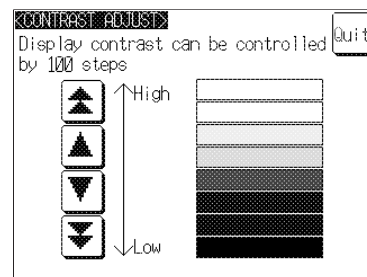 <CONTRAST ADJUST>
Quit
Display contrast can be controlled
by 100 steps
High
Low